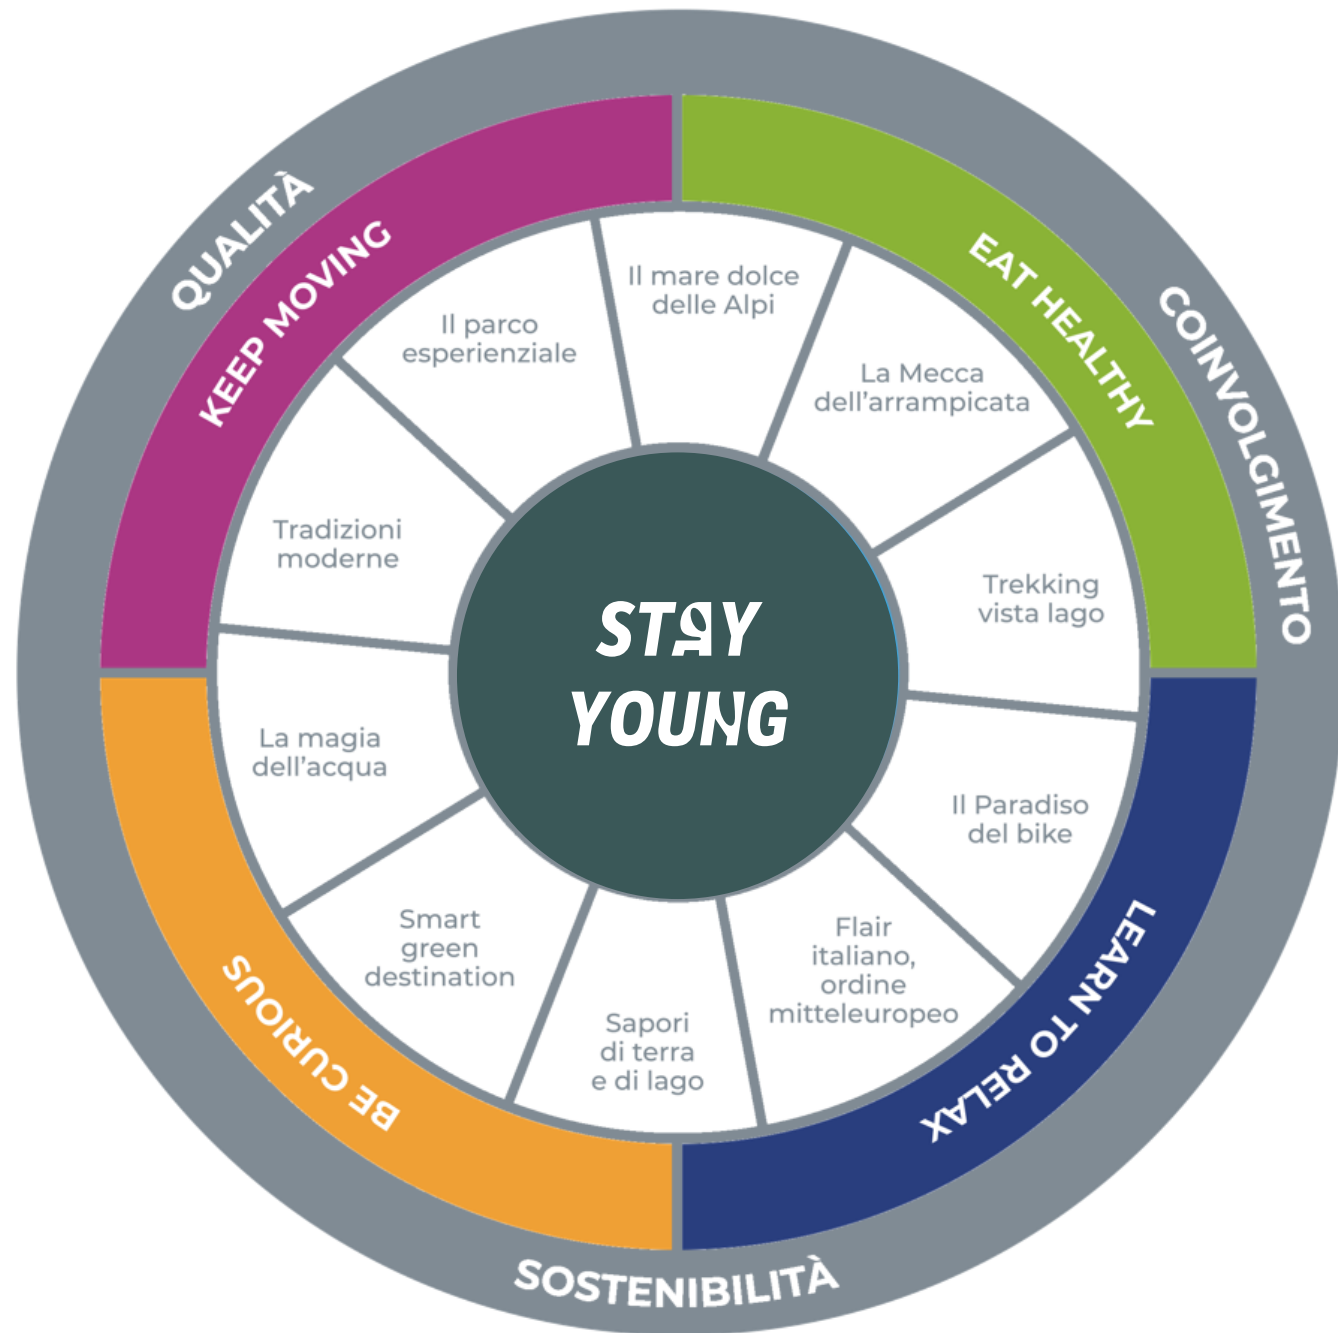 QUALITÀ
COINVOLGIMENTO
SOSTENIBILITÀ
KEEP MOVING
EAT HEALTHY
LEARN TO RELAX
BE CURIOUS
Il mare dolce
delle Alpi
La Mecca
dell'arrampicata
Trekking
vista lago
Il Paradiso
del bike
Flair
italiano,
ordine
mitteleuropeo
Sapori
di terra
e di lago
Smart
green
destination
La magia
dell'acqua
Tradizioni
moderne
Il parco
esperienziale
STAY
YOUNG